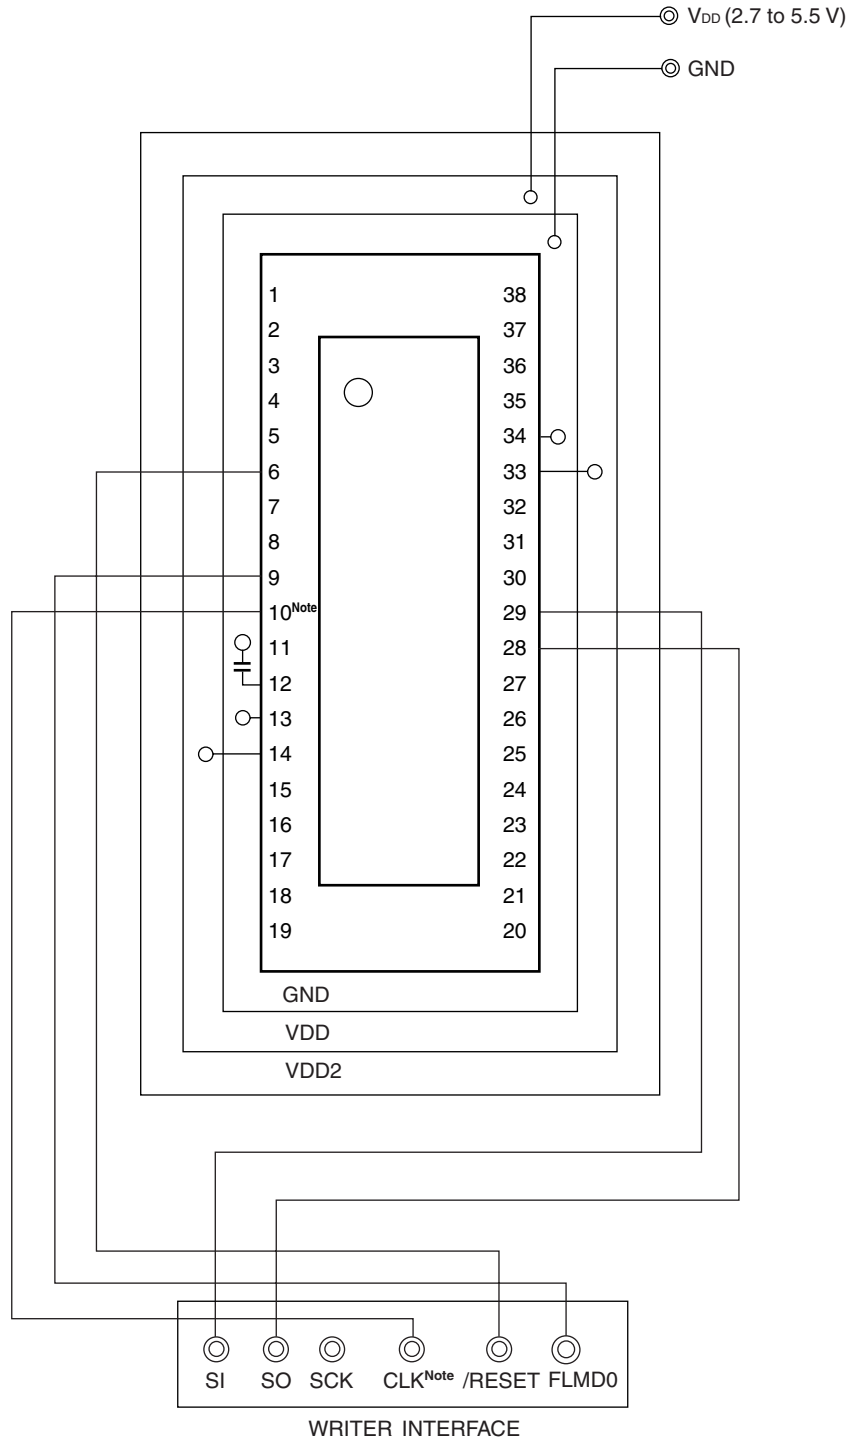 VDD (2.7 to 5.5 V)
GND
1 38
2 37
3 36
4 35
5 34
6 33
7 32
8 31
9 30
10Note 29
11 28
12 27
13 26
14 25
15 24
16 23
17 22
18 21
19 20
GND
VDD
VDD2
SI SO SCK CLKNote /RESET FLMD0
WRITER INTERFACE